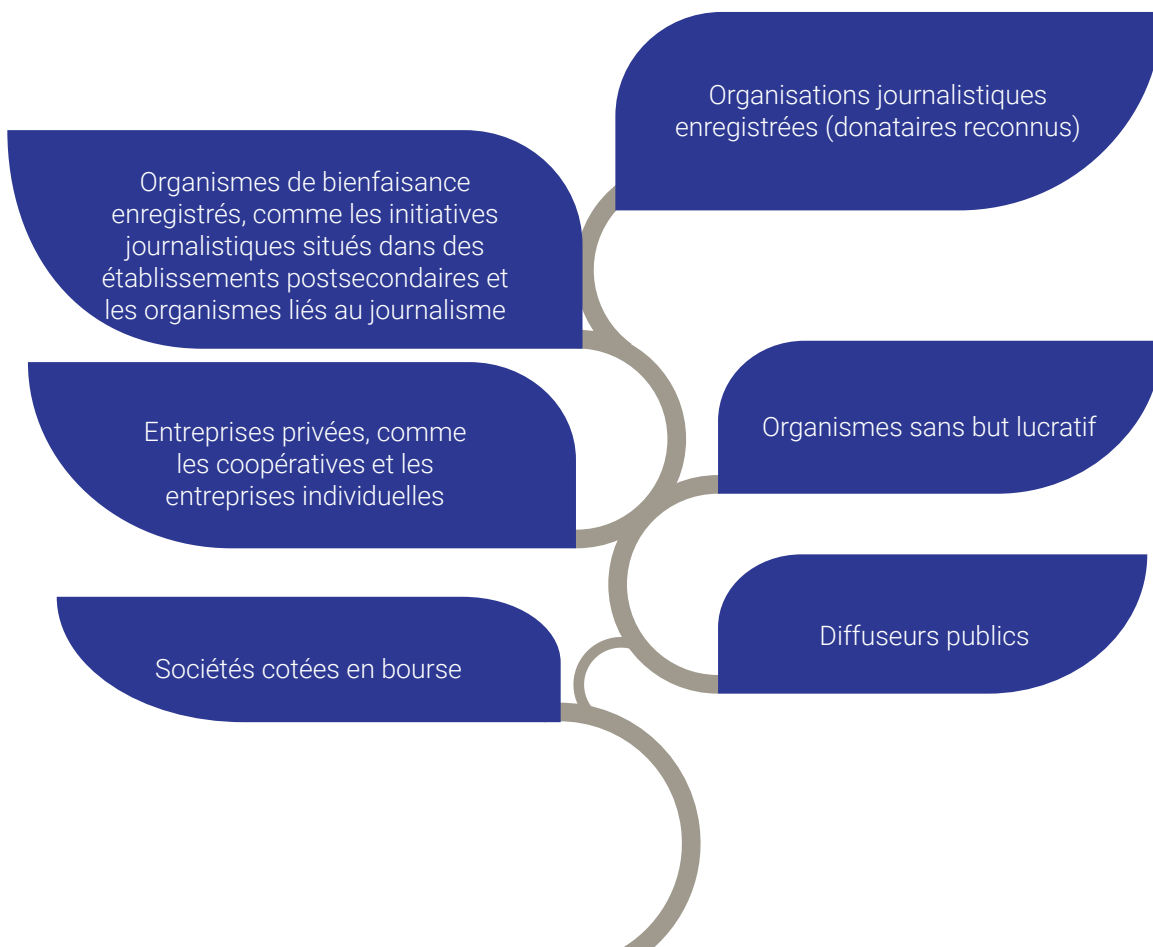 Organisations journalistiques
enregistrées (donataires reconnus)
Organismes de bienfaisance
enregistrés, comme les initiatives
journalistiques situés dans des
établissements postsecondaires et
les organismes liés au journalisme
Organismes sans but lucratif
Entreprises privées, comme
les coopératives et les
entreprises individuelles
Diffuseurs publics
Sociétés cotées en bourse